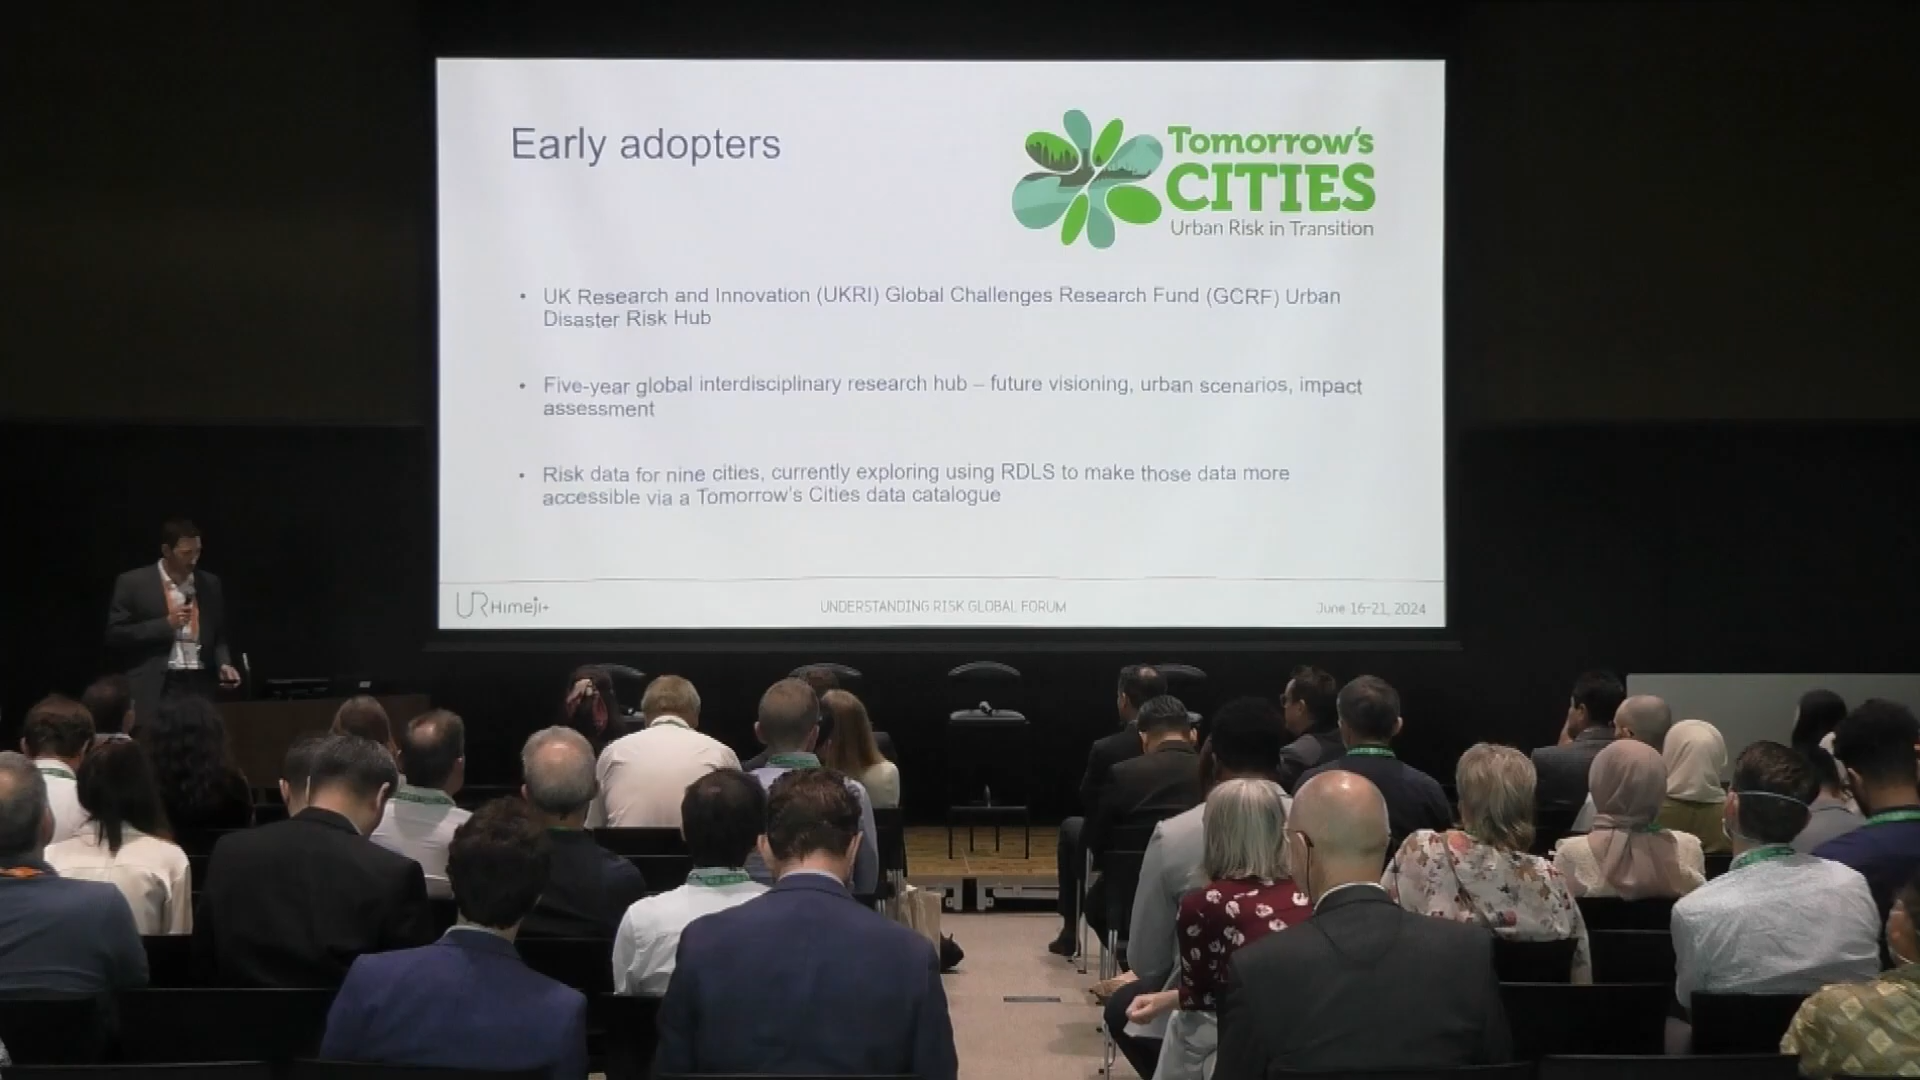 Early adopters
Tomorrow's
CITIES
Urban Risk in Transition
• UK Research and Innovation (UKRI) Global Challenges Research Fund (GCRF) Urban
Disaster Risk Hub
• Five-year global interdisciplinary research hub – future visioning, urban scenarios, impact
assessment
• Risk data for nine cities, currently exploring using RDLS to make those data more
accessible via a Tomorrow's Cities data catalogue
UR Himeji+
UNDERSTANDING RISK GLOBAL FORUM
June 16-21, 2024